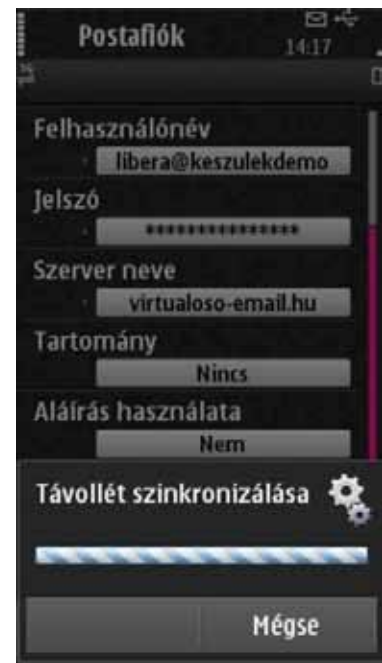 Postafiók
14:17
Felhasználónév
libera@keszulekdemo
Jelszó
***************
Szerver neve
virtualoso-email.hu
Tartomány
Nincs
Aláírás használata
Nem
Távollét szinkronizálása
Mégse